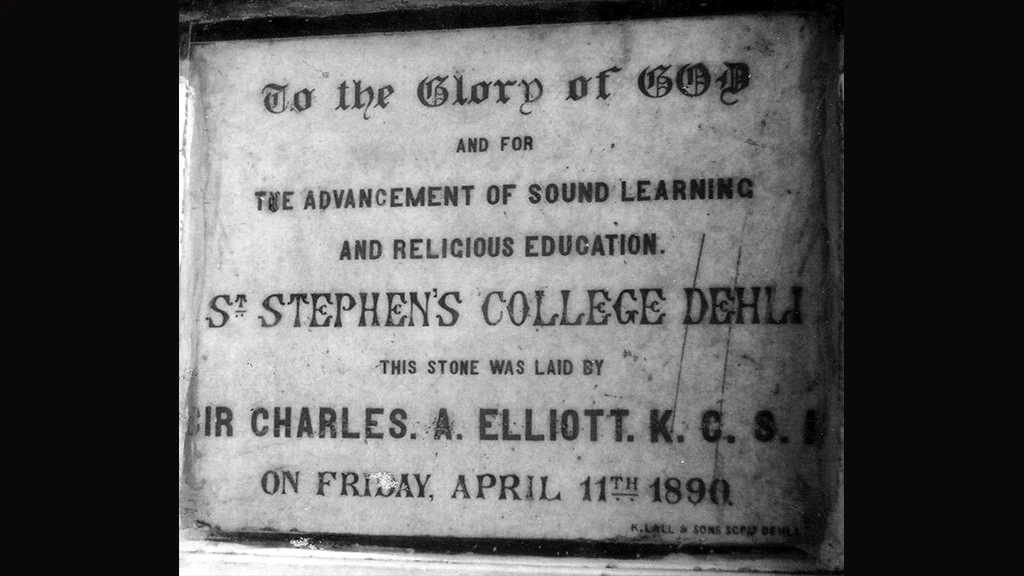 To the Glory of GOD
AND FOR
THE ADVANCEMENT OF SOUND LEARNING
AND RELIGIOUS EDUCATION.
ST. STEPHEN'S COLLEGE DEHLI
THIS STONE WAS LAID BY
SIR CHARLES. A. ELLIOTT. K. C. S. I
ON FRIDAY, APRIL 11TH 1890.
K. LALL & SONS DEHLI